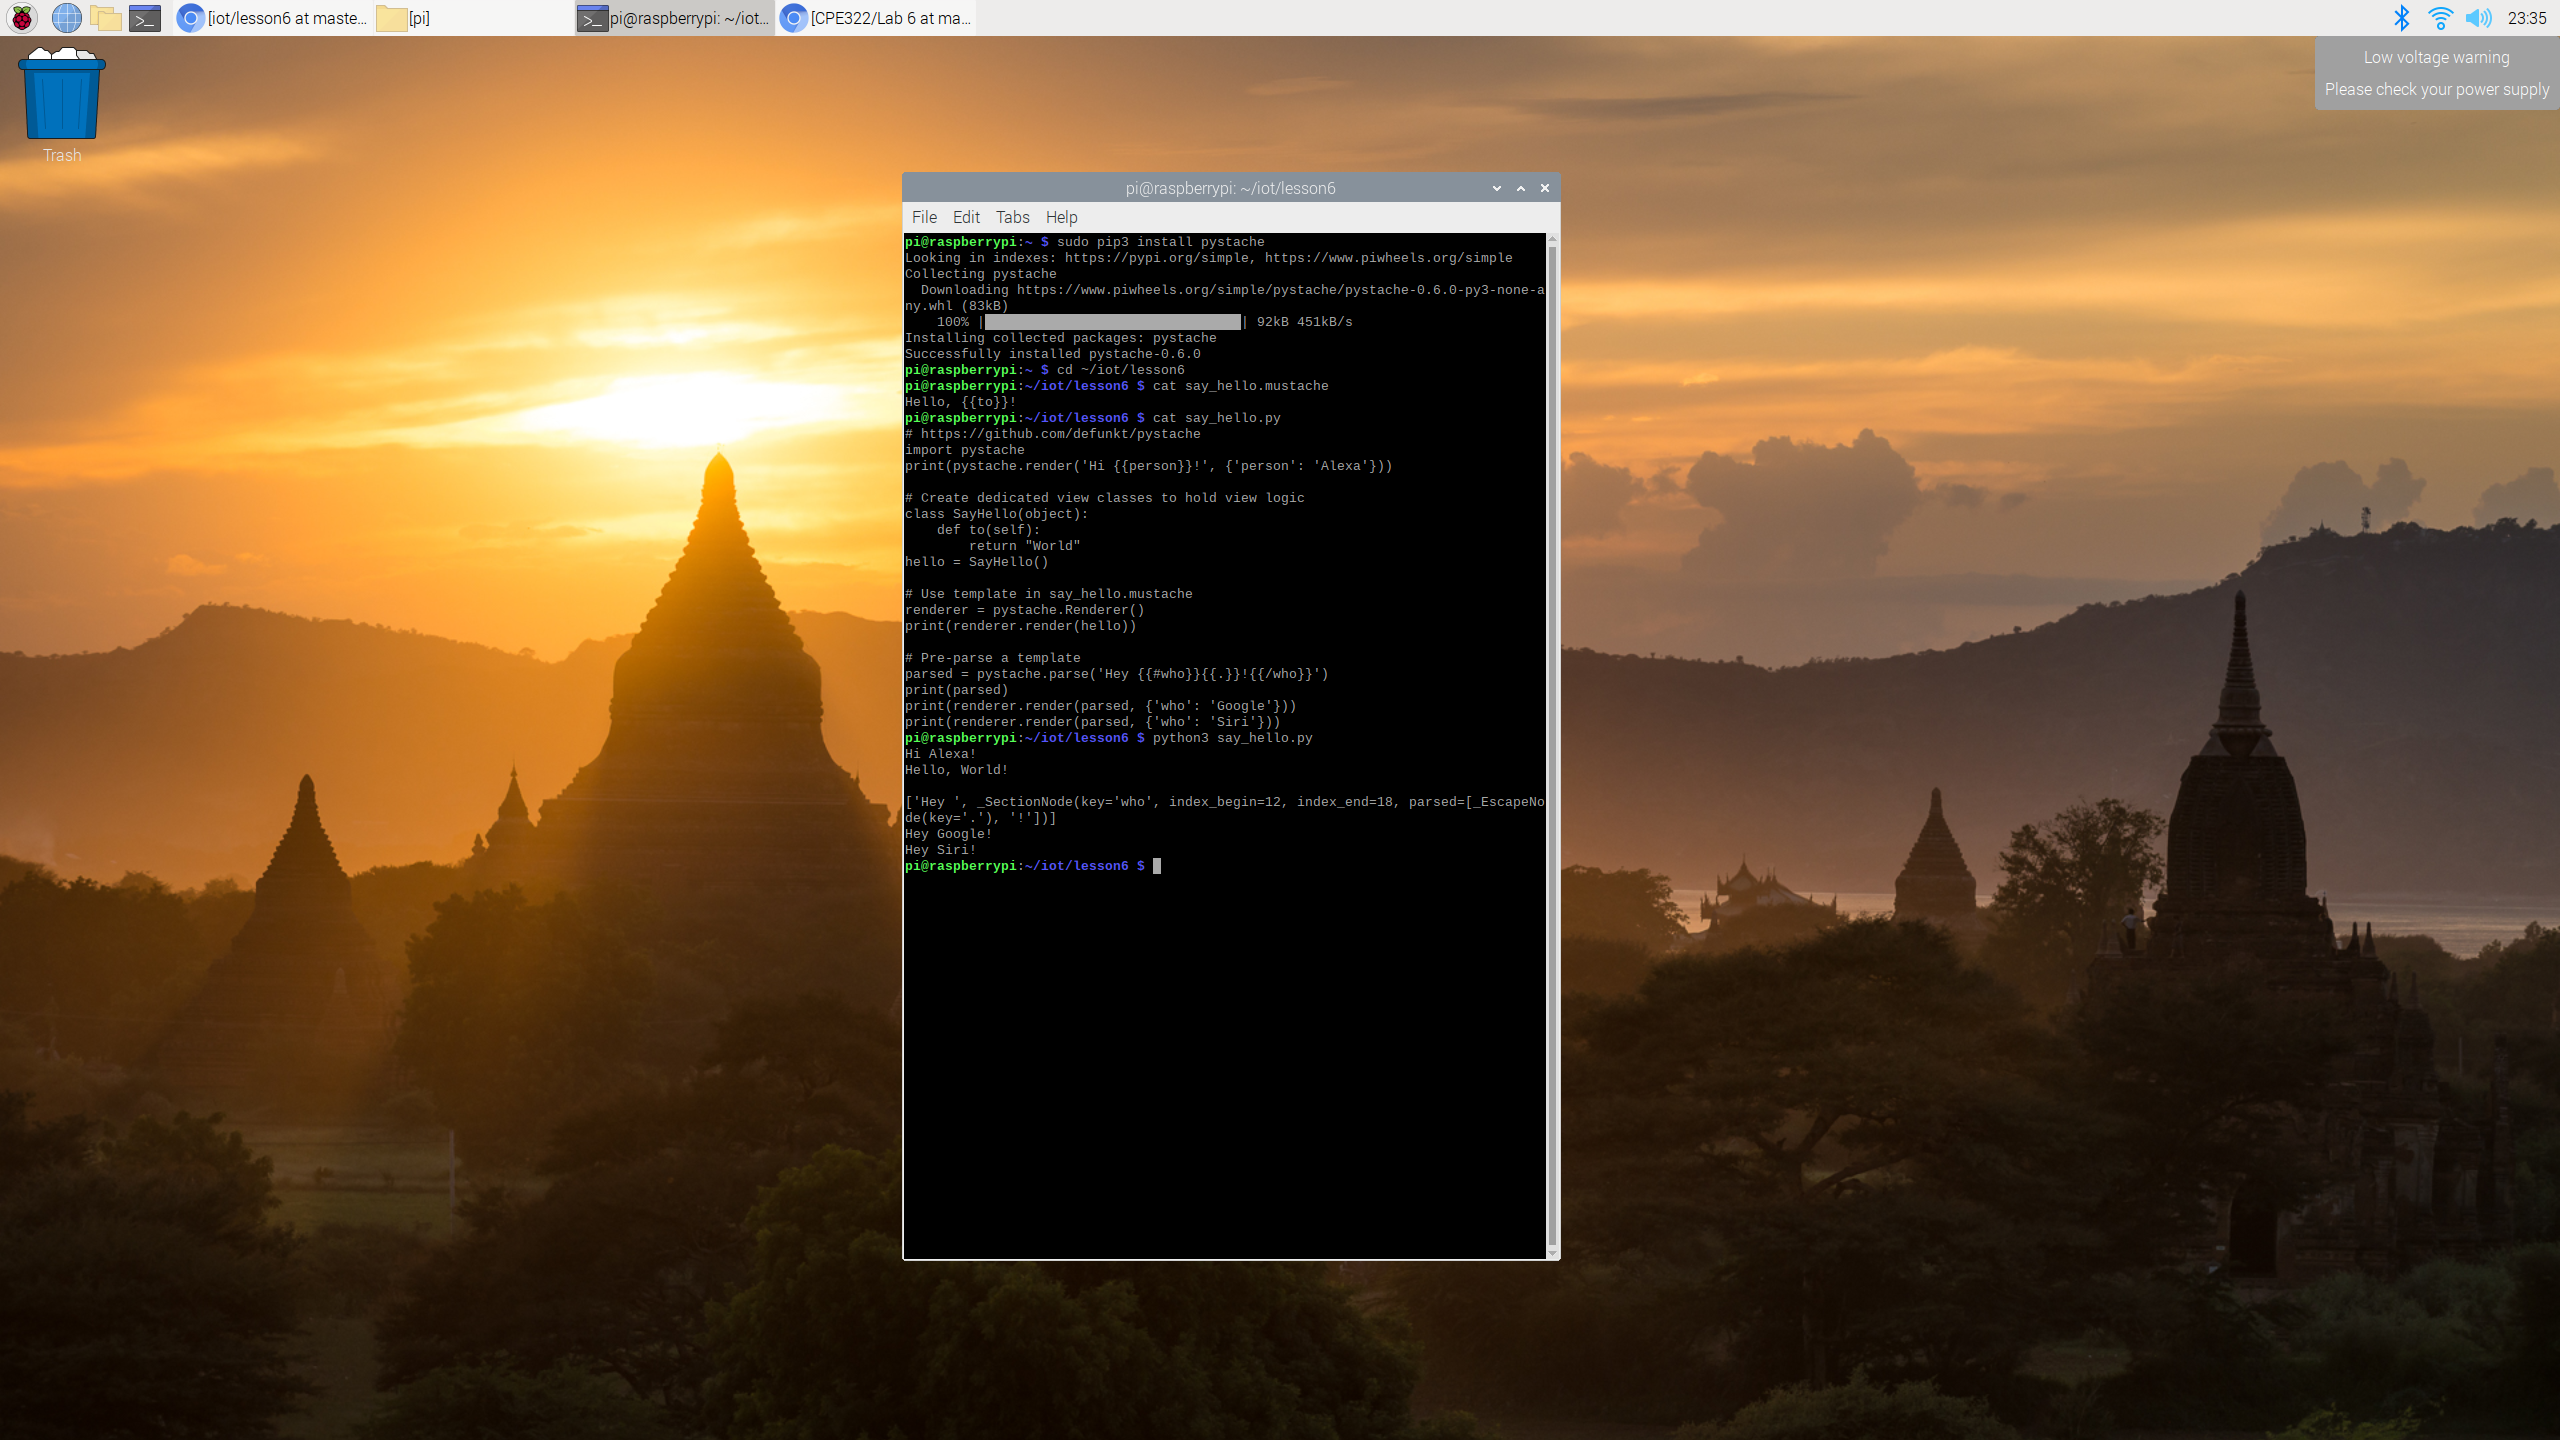 [iot/lesson6 at maste...
[pi]
pi@raspberrypi: ~/iot...
[CPE322/Lab 6 at ma...
23:35
Low voltage warning
Please check your power supply
Trash
pi@raspberrypi: ~/iot/lesson6
File Edit Tabs Help
pi@raspberrypi:~ $ sudo pip3 install pystache
Looking in indexes: https://pypi.org/simple, https://www.piwheels.org/simple
Collecting pystache
  Downloading https://www.piwheels.org/simple/pystache/pystache-0.6.0-py3-none-a
ny.whl (83kB)
    100% |                                | 92kB 451kB/s
Installing collected packages: pystache
Successfully installed pystache-0.6.0
pi@raspberrypi:~ $ cd ~/iot/lesson6
pi@raspberrypi:~/iot/lesson6 $ cat say_hello.mustache
Hello, {{to}}!
pi@raspberrypi:~/iot/lesson6 $ cat say_hello.py
# https://github.com/defunkt/pystache
import pystache
print(pystache.render('Hi {{person}}!', {'person': 'Alexa'}))

# Create dedicated view classes to hold view logic
class SayHello(object):
    def to(self):
        return "World"
hello = SayHello()

# Use template in say_hello.mustache
renderer = pystache.Renderer()
print(renderer.render(hello))

# Pre-parse a template
parsed = pystache.parse('Hey {{#who}}{{.}}!{{/who}}')
print(parsed)
print(renderer.render(parsed, {'who': 'Google'}))
print(renderer.render(parsed, {'who': 'Siri'}))
pi@raspberrypi:~/iot/lesson6 $ python3 say_hello.py
Hi Alexa!
Hello, World!

['Hey ', _SectionNode(key='who', index_begin=12, index_end=18, parsed=[_EscapeNo
de(key='.'), '!'])]
Hey Google!
Hey Siri!
pi@raspberrypi:~/iot/lesson6 $